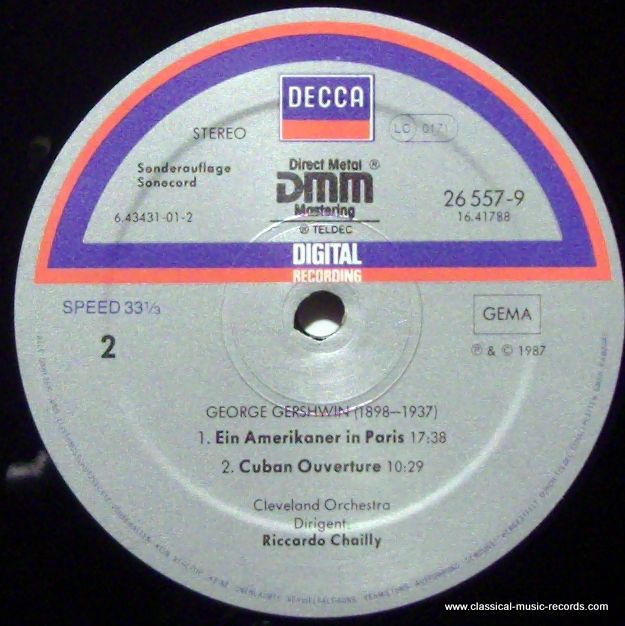 DECCA
STEREO
LC 0171
Sonderauflage
Sonocord
Direct Metal ®
DMM
Mastering
® TELDEC
6.43431-01-2
26 557-9
16.41788
DIGITAL
RECORDING
SPEED 33⅓
2
GEMA
℗ & © 1987
GEORGE GERSHWIN (1898–1937)
1. Ein Amerikaner in Paris 17:38
2. Cuban Ouverture 10:29
Cleveland Orchestra
Dirigent:
Riccardo Chailly
www.classical-music-records.com